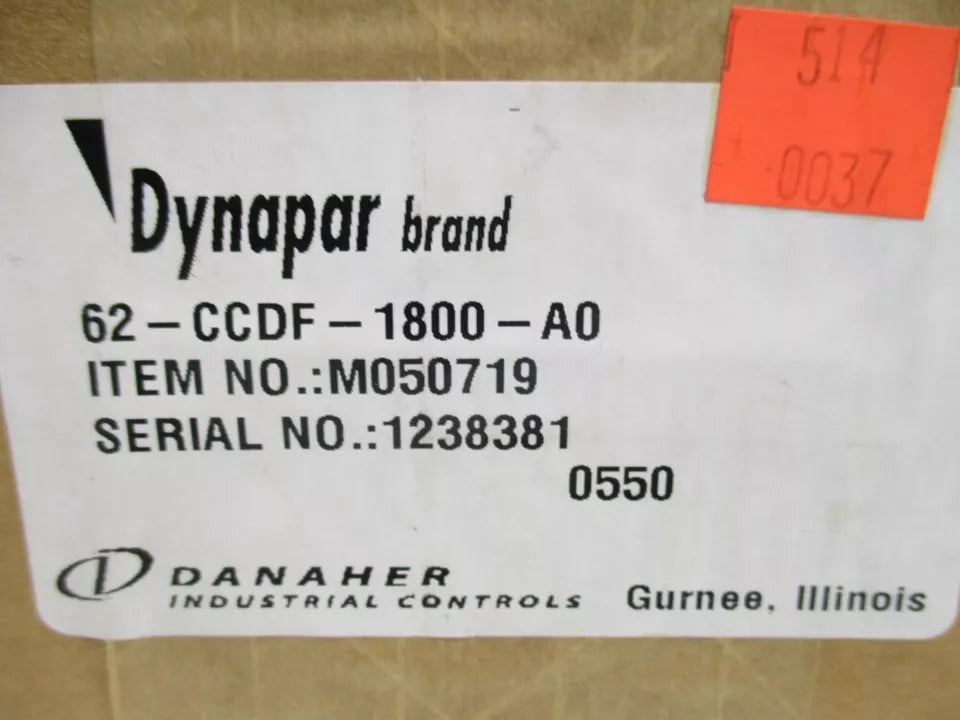 514
0037
Dynapar brand
62-CCDF-1800-A0
ITEM NO.:M050719
SERIAL NO.:1238381
0550
DANAHER
INDUSTRIAL CONTROLS
Gurnee, Illinois